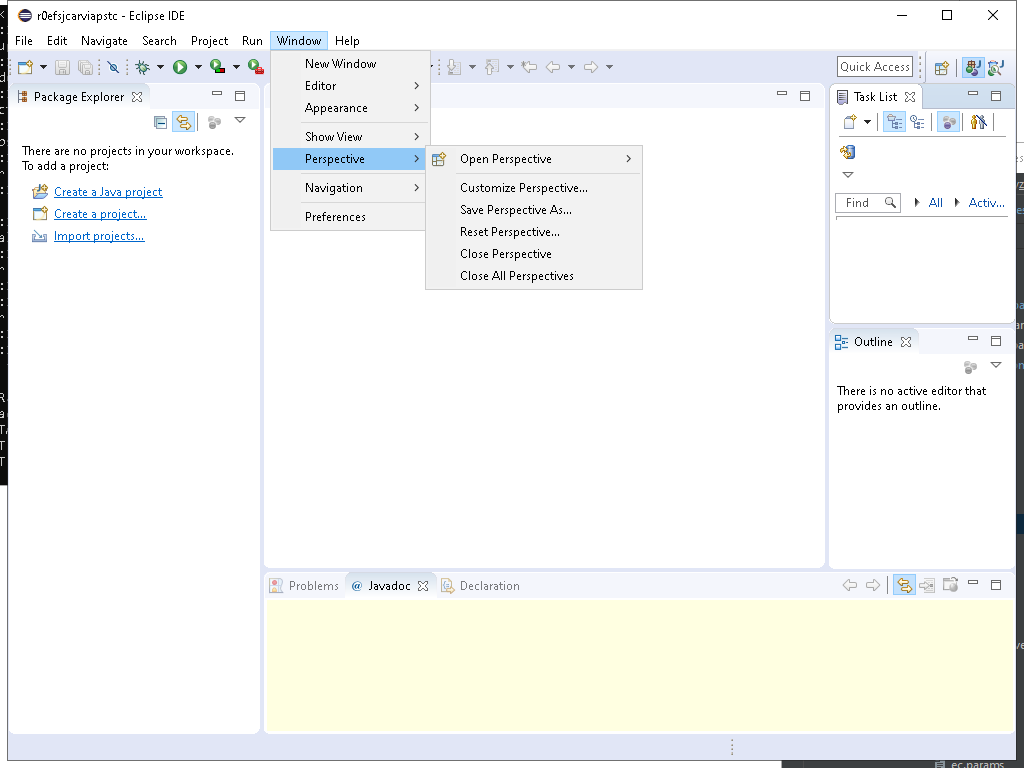 r0efsjcarviapstc - Eclipse IDE
File Edit Navigate Search Project Run Window Help
Quick Access
Package Explorer
There are no projects in your workspace.
To add a project:
Create a Java project
Create a project...
Import projects...
New Window
Editor
Appearance
Show View
Perspective
Navigation
Preferences
Open Perspective
Customize Perspective...
Save Perspective As...
Reset Perspective...
Close Perspective
Close All Perspectives
Task List
Find All Activ...
Outline
There is no active editor that
provides an outline.
Problems @ Javadoc Declaration
ec.params